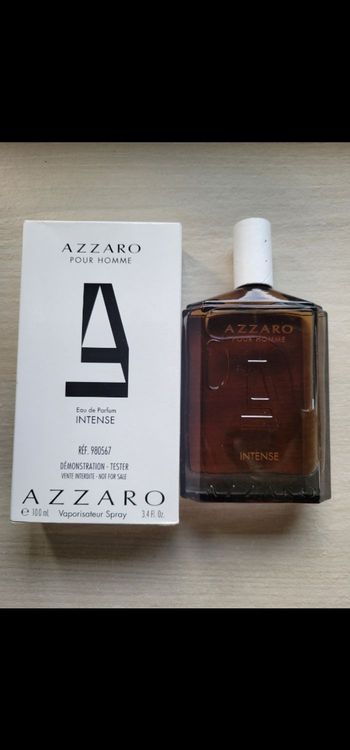 AZZARO
POUR HOMME
Eau de Parfum
INTENSE
RÉF. 980567
DÉMONSTRATION - TESTER
VENTE INTERDITE - NOT FOR SALE
AZZARO
e 100 mL Vaporisateur Spray 3.4 Fl. Oz.
AZZARO
POUR HOMME
INTENSE